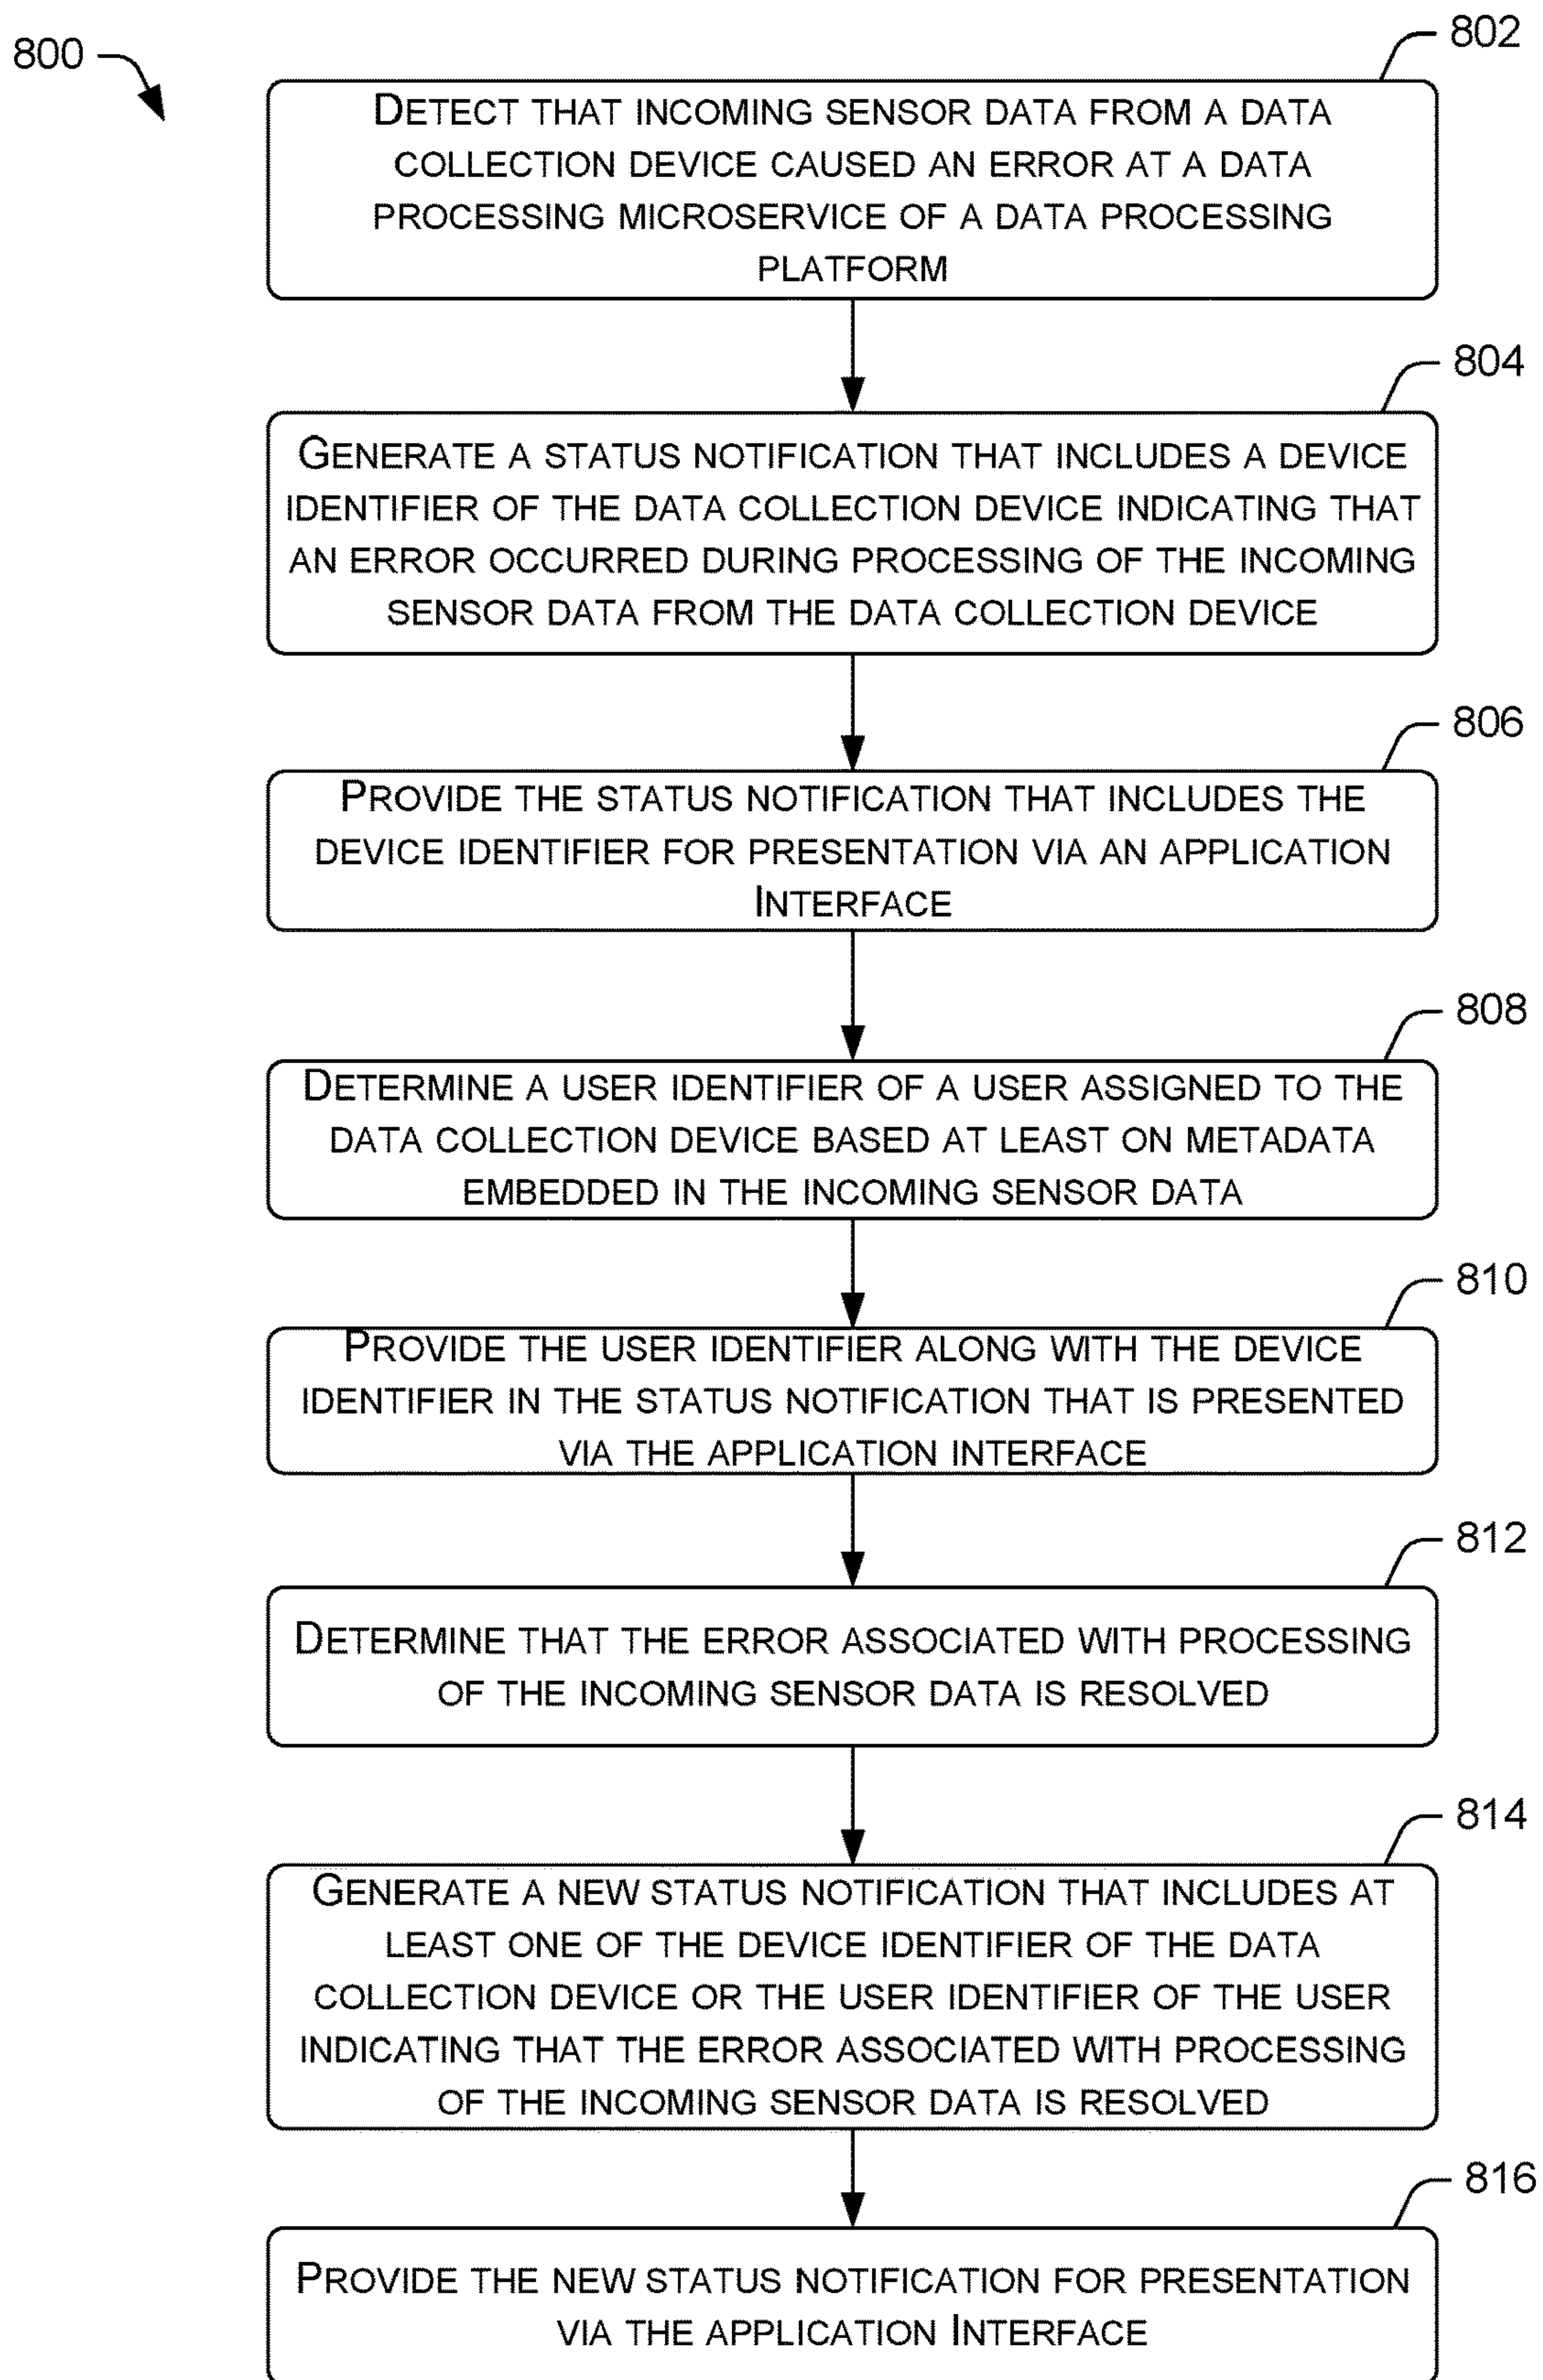 800
802
DETECT THAT INCOMING SENSOR DATA FROM A DATA
COLLECTION DEVICE CAUSED AN ERROR AT A DATA
PROCESSING MICROSERVICE OF A DATA PROCESSING
PLATFORM
804
GENERATE A STATUS NOTIFICATION THAT INCLUDES A DEVICE
IDENTIFIER OF THE DATA COLLECTION DEVICE INDICATING THAT
AN ERROR OCCURRED DURING PROCESSING OF THE INCOMING
SENSOR DATA FROM THE DATA COLLECTION DEVICE
806
PROVIDE THE STATUS NOTIFICATION THAT INCLUDES THE
DEVICE IDENTIFIER FOR PRESENTATION VIA AN APPLICATION
INTERFACE
808
DETERMINE A USER IDENTIFIER OF A USER ASSIGNED TO THE
DATA COLLECTION DEVICE BASED AT LEAST ON METADATA
EMBEDDED IN THE INCOMING SENSOR DATA
810
PROVIDE THE USER IDENTIFIER ALONG WITH THE DEVICE
IDENTIFIER IN THE STATUS NOTIFICATION THAT IS PRESENTED
VIA THE APPLICATION INTERFACE
812
DETERMINE THAT THE ERROR ASSOCIATED WITH PROCESSING
OF THE INCOMING SENSOR DATA IS RESOLVED
814
GENERATE A NEW STATUS NOTIFICATION THAT INCLUDES AT
LEAST ONE OF THE DEVICE IDENTIFIER OF THE DATA
COLLECTION DEVICE OR THE USER IDENTIFIER OF THE USER
INDICATING THAT THE ERROR ASSOCIATED WITH PROCESSING
OF THE INCOMING SENSOR DATA IS RESOLVED
816
PROVIDE THE NEW STATUS NOTIFICATION FOR PRESENTATION
VIA THE APPLICATION INTERFACE